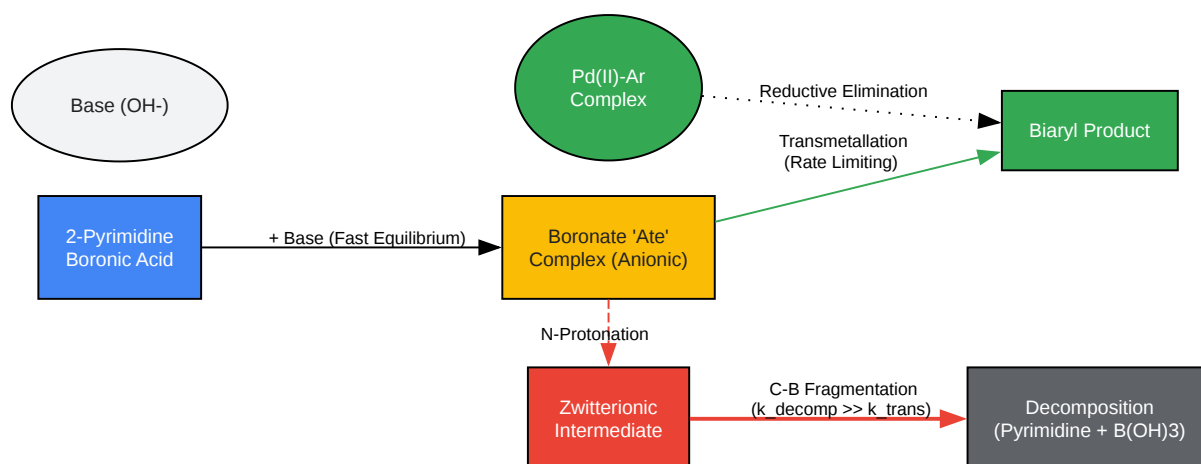 Base (OH-)
Pd(II)-Ar
Complex
Reductive Elimination
Biaryl Product
Transmetallation
(Rate Limiting)
2-Pyrimidine
Boronic Acid
+ Base (Fast Equilibrium)
Boronate 'Ate'
Complex (Anionic)
N-Protonation
Zwitterionic
Intermediate
C-B Fragmentation
(k_decomp >> k_trans)
Decomposition
(Pyrimidine + B(OH)3)